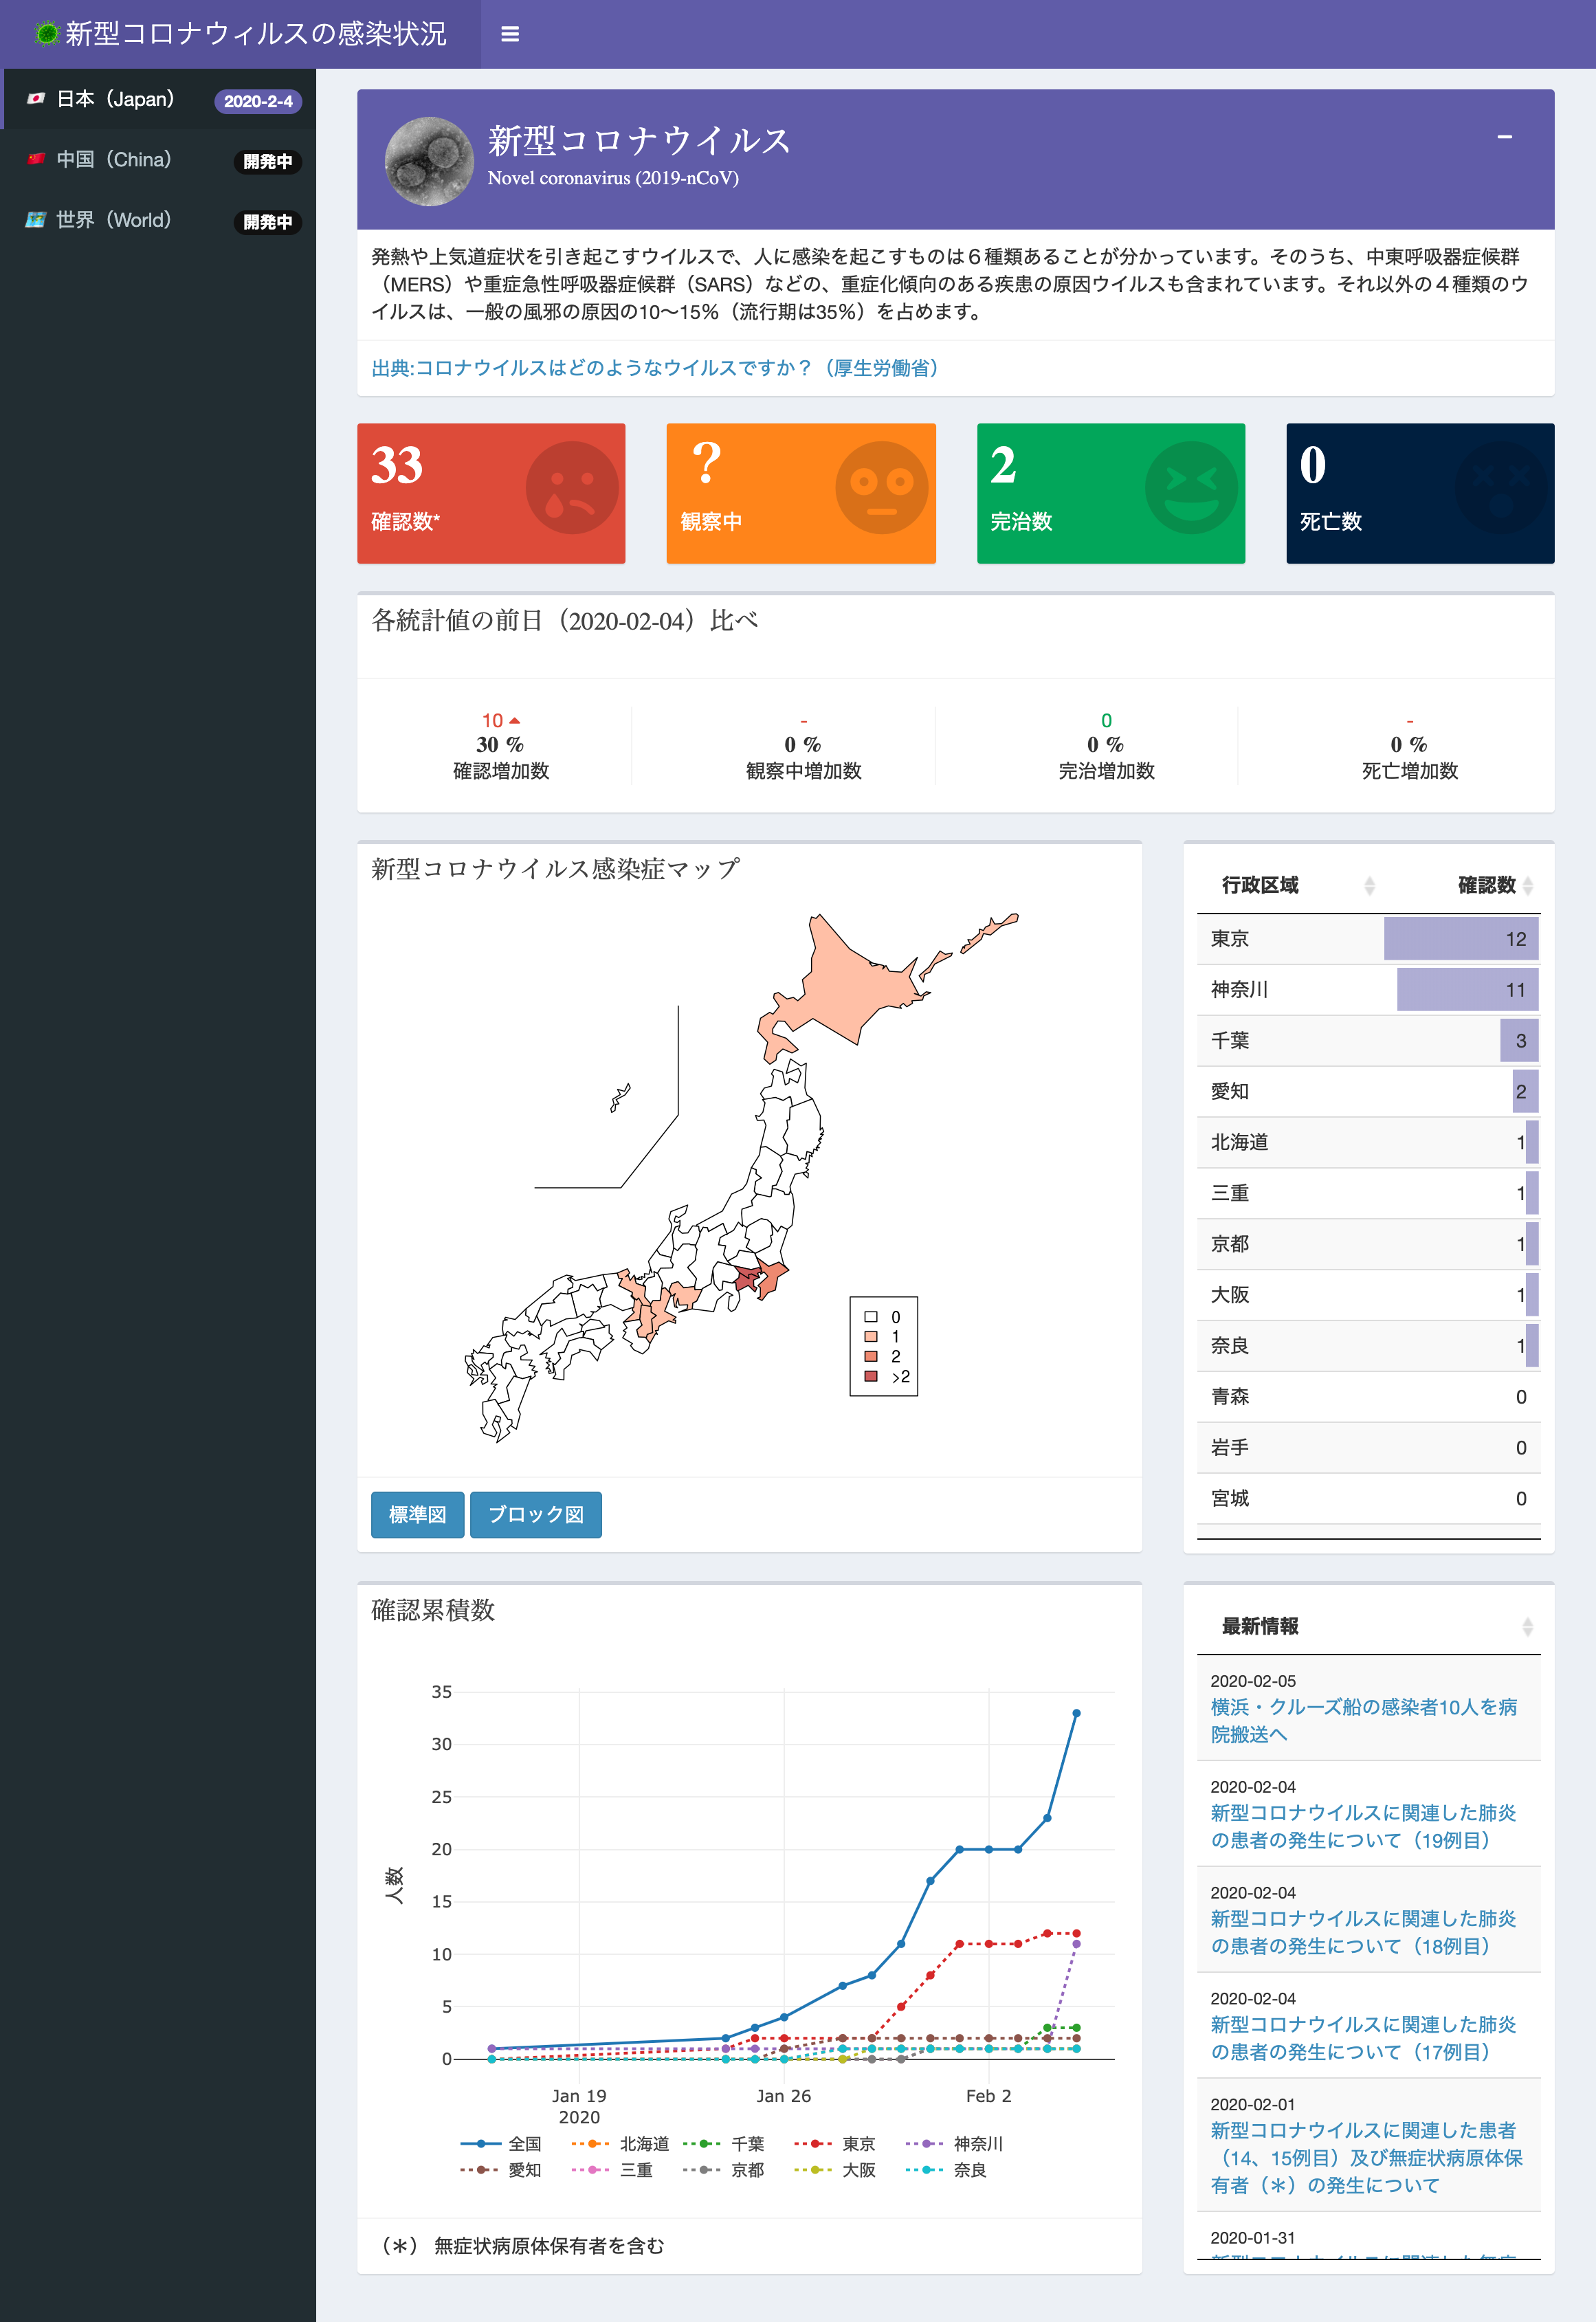 新型コロナウィルスの感染状況
日本（Japan）
2020-2-4
中国（China）
開発中
世界（World）
開発中
新型コロナウイルス
Novel coronavirus (2019-nCoV)
発熱や上気道症状を引き起こすウイルスで、人に感染を起こすものは６種類あることが分かっています。そのうち、中東呼吸器症候群
（MERS）や重症急性呼吸器症候群（SARS）などの、重症化傾向のある疾患の原因ウイルスも含まれています。それ以外の４種類のウ
イルスは、一般の風邪の原因の10〜15％（流行期は35％）を占めます。
出典:コロナウイルスはどのようなウイルスですか？（厚生労働省）
33
確認数*
？
観察中
2
完治数
0
死亡数
各統計値の前日（2020-02-04）比べ
10
30 %
確認増加数
-
0 %
観察中増加数
0
0 %
完治増加数
-
0 %
死亡増加数
新型コロナウイルス感染症マップ
0
1
2
>2
標準図
ブロック図
行政区域 確認数
東京 12
神奈川 11
千葉 3
愛知 2
北海道 1
三重 1
京都 1
大阪 1
奈良 1
青森 0
岩手 0
宮城 0
確認累積数
35
30
25
20
15
10
5
0
人数
Jan 19
2020
Jan 26
Feb 2
全国 北海道 千葉 東京 神奈川
愛知 三重 京都 大阪 奈良
（＊） 無症状病原体保有者を含む
最新情報
2020-02-05
横浜・クルーズ船の感染者10人を病
院搬送へ
2020-02-04
新型コロナウイルスに関連した肺炎
の患者の発生について（19例目）
2020-02-04
新型コロナウイルスに関連した肺炎
の患者の発生について（18例目）
2020-02-04
新型コロナウイルスに関連した肺炎
の患者の発生について（17例目）
2020-02-01
新型コロナウイルスに関連した患者
（14、15例目）及び無症状病原体保
有者（＊）の発生について
2020-01-31